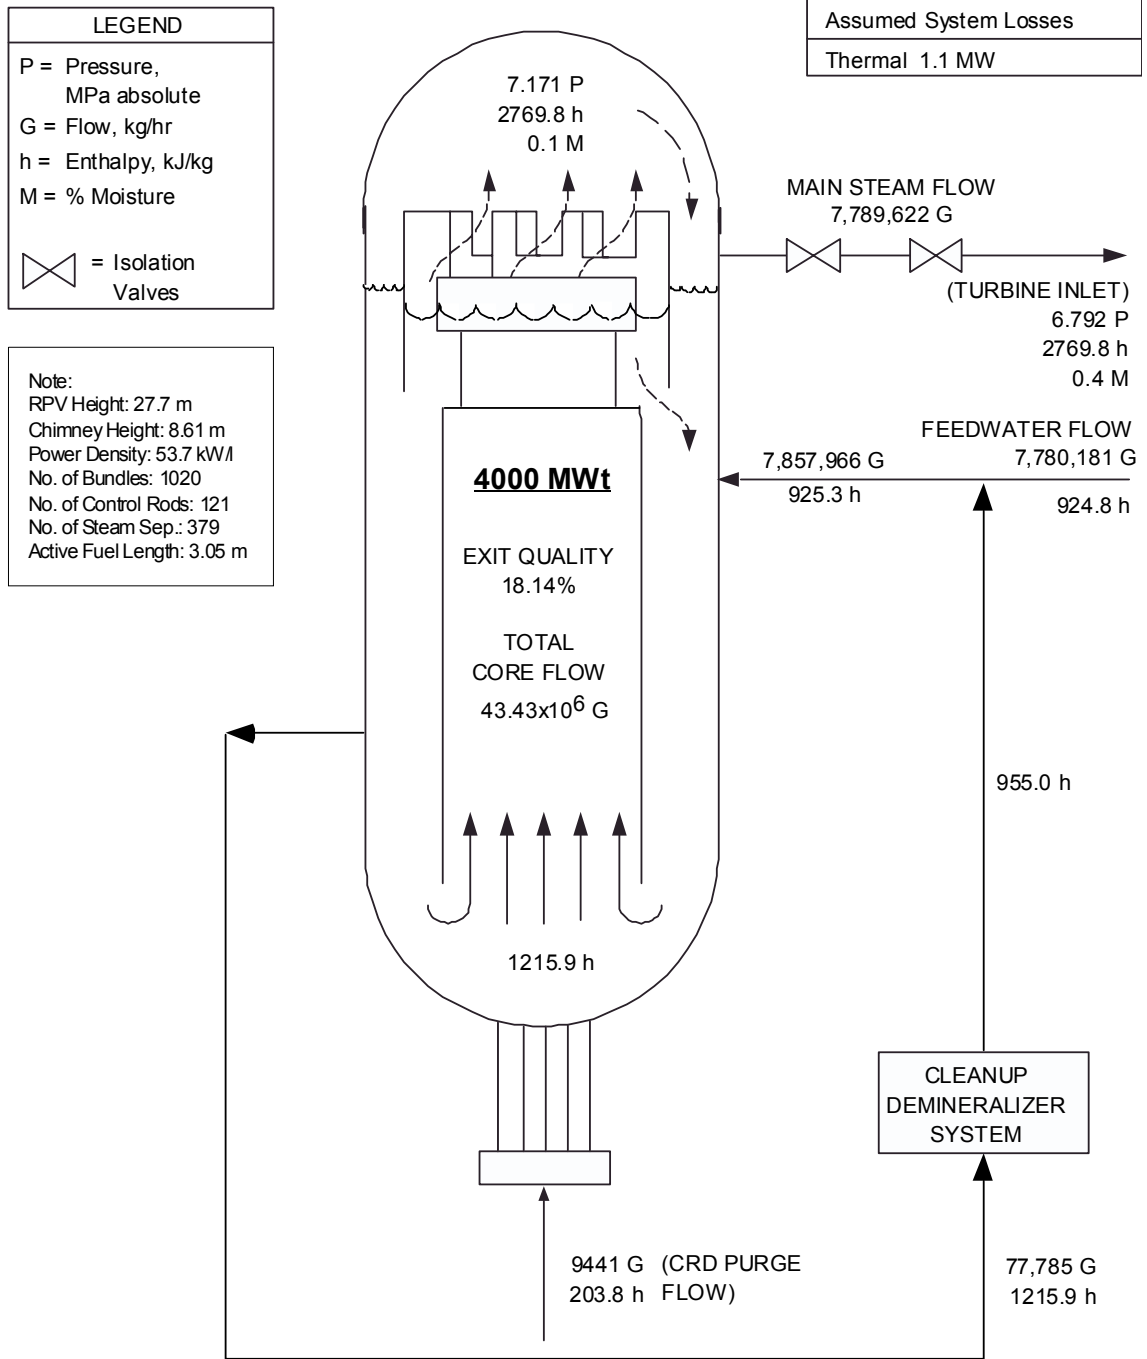 LEGEND
P = Pressure,
MPa absolute
G = Flow, kg/hr
h = Enthalpy, kJ/kg
M = % Moisture
= Isolation
Valves
Note:
RPV Height: 27.7 m
Chimney Height: 8.61 m
Power Density: 53.7 kW/l
No. of Bundles: 1020
No. of Control Rods: 121
No. of Steam Sep.: 379
Active Fuel Length: 3.05 m
Assumed System Losses
Thermal 1.1 MW
7.171 P
2769.8 h
0.1 M
MAIN STEAM FLOW
7,789,622 G
(TURBINE INLET)
6.792 P
2769.8 h
0.4 M
FEEDWATER FLOW
7,857,966 G
7,780,181 G
925.3 h
924.8 h
4000 MWt
EXIT QUALITY
18.14%
TOTAL
CORE FLOW
43.43x10⁶ G
955.0 h
1215.9 h
CLEANUP
DEMINERALIZER
SYSTEM
9441 G (CRD PURGE
203.8 h FLOW)
77,785 G
1215.9 h